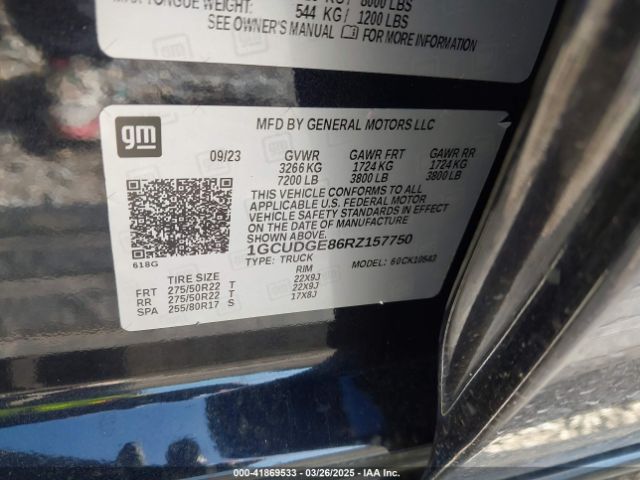 MFD. TONGUE WEIGHT:
KG/ 8000 LBS
544 KG/ 1200 LBS
SEE OWNER'S MANUAL FOR MORE INFORMATION
gm
MFD BY GENERAL MOTORS LLC
09/23 GVWR GAWR FRT GAWR RR
3266 KG 1724 KG 1724 KG
7200 LB 3800 LB 3800 LB
THIS VEHICLE CONFORMS TO ALL
APPLICABLE U.S. FEDERAL MOTOR
VEHICLE SAFETY STANDARDS IN EFFECT
ON THE DATE OF MANUFACTURE SHOWN ABOVE.
1GCUDGE86RZ157750
TYPE: TRUCK MODEL: 60CK10543
618G
TIRE SIZE RIM
FRT 275/50R22 T 22X9J
RR 275/50R22 T 22X9J
SPA 255/80R17 S 17X8J
000-41869533 — 03/26/2025 — IAA Inc.